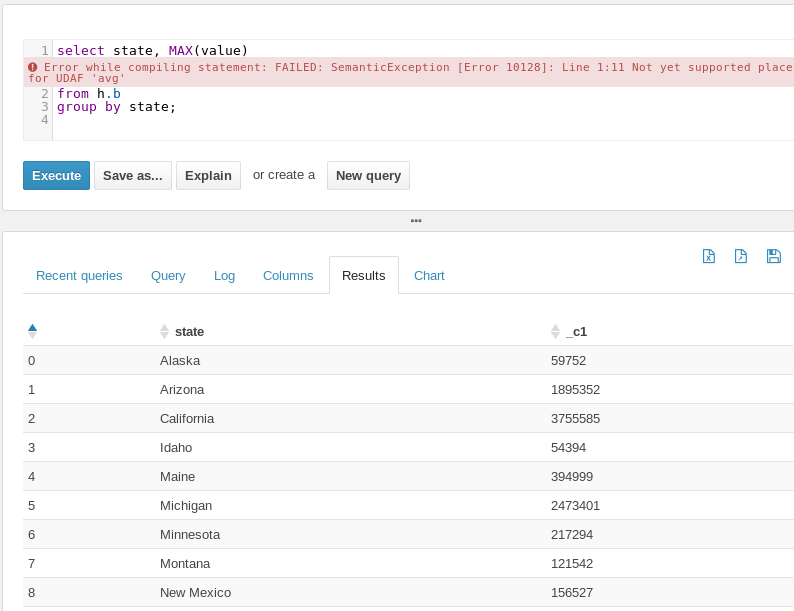 1 select state, MAX(value)
Error while compiling statement: FAILED: SemanticException [Error 10128]: Line 1:11 Not yet supported place
for UDAF 'avg'
2 from h.b
3 group by state;
4
Execute Save as... Explain or create a New query
Recent queries Query Log Columns Results Chart
state _c1
0 Alaska 59752
1 Arizona 1895352
2 California 3755585
3 Idaho 54394
4 Maine 394999
5 Michigan 2473401
6 Minnesota 217294
7 Montana 121542
8 New Mexico 156527